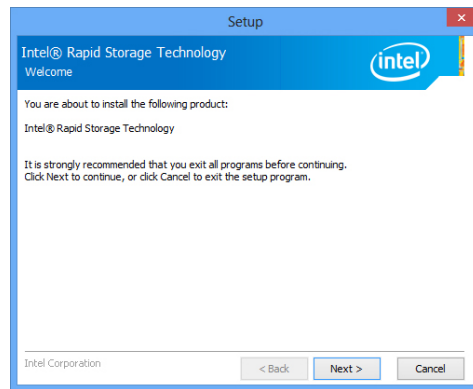 Setup
Intel® Rapid Storage Technology
Welcome
intel
You are about to install the following product:
Intel® Rapid Storage Technology
It is strongly recommended that you exit all programs before continuing.
Click Next to continue, or click Cancel to exit the setup program.
Intel Corporation
< Back
Next >
Cancel